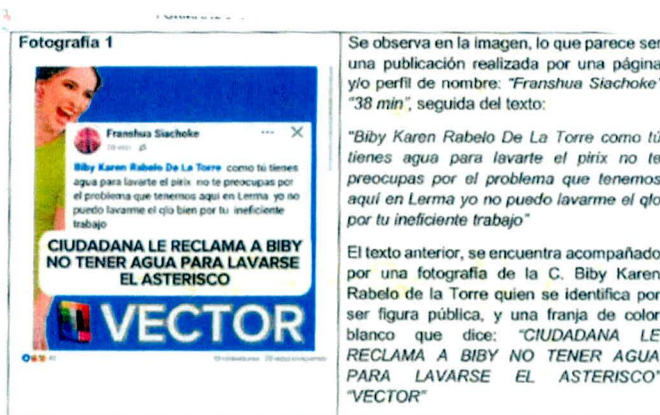 Fotografía 1
Franshua Siachoke
Biby Karen Rabelo De La Torre como tú tienes
agua para lavarte el pirix no te preocupas por
el problema que tenemos aqui en Lerma yo no
puedo lavarme el qlo bien por tu ineficiente
trabajo
CIUDADANA LE RECLAMA A BIBY
NO TENER AGUA PARA LAVARSE
EL ASTERISCO
VECTOR
Se observa en la imagen, lo que parece ser
una publicación realizada por una página
y/o perfil de nombre: "Franshua Siachoke"
"38 min", seguida del texto:
"Biby Karen Rabelo De La Torre como tú
tienes agua para lavarte el pirix no te
preocupas por el problema que tenemos
aquí en Lerma yo no puedo lavarme el qlo
por tu ineficiente trabajo"
El texto anterior, se encuentra acompañado
por una fotografía de la C. Biby Karen
Rabelo de la Torre quien se identifica por
ser figura pública, y una franja de color
blanco que dice: "CIUDADANA LE
RECLAMA A BIBY NO TENER AGUA
PARA LAVARSE EL ASTERISCO"
"VECTOR"